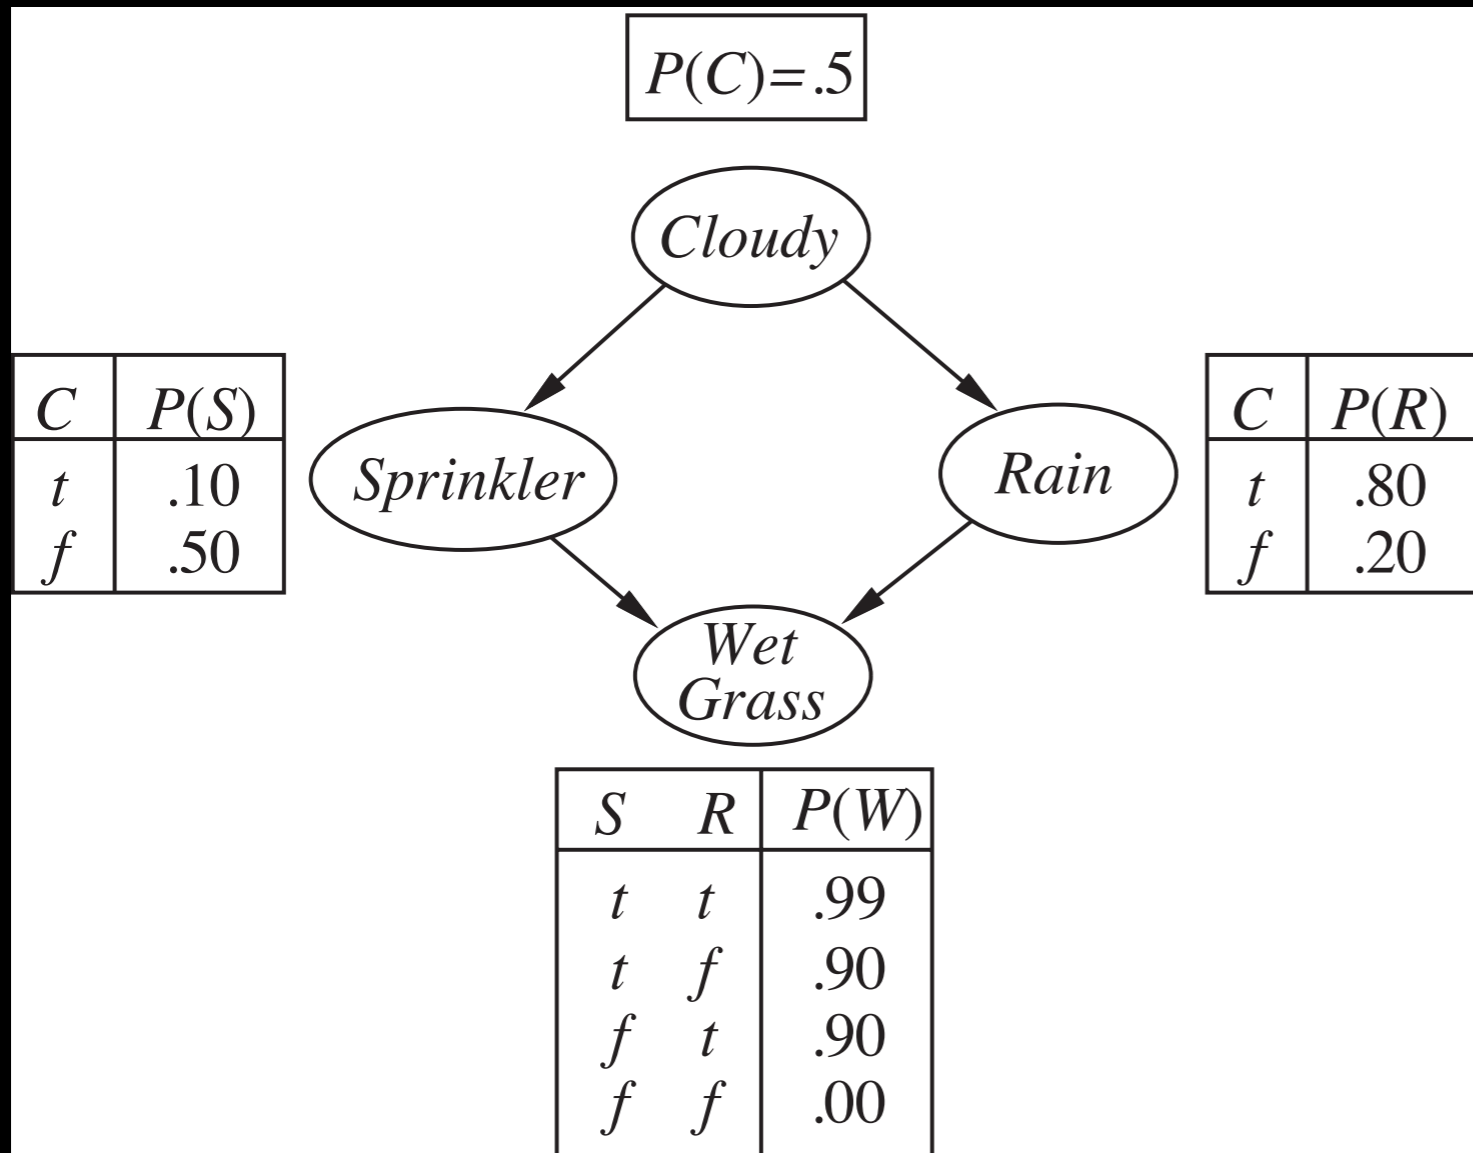 P(C)=.5
Cloudy
C P(S)
t .10
f .50
Sprinkler
Rain
C P(R)
t .80
f .20
Wet
Grass
S R P(W)
t t .99
t f .90
f t .90
f f .00